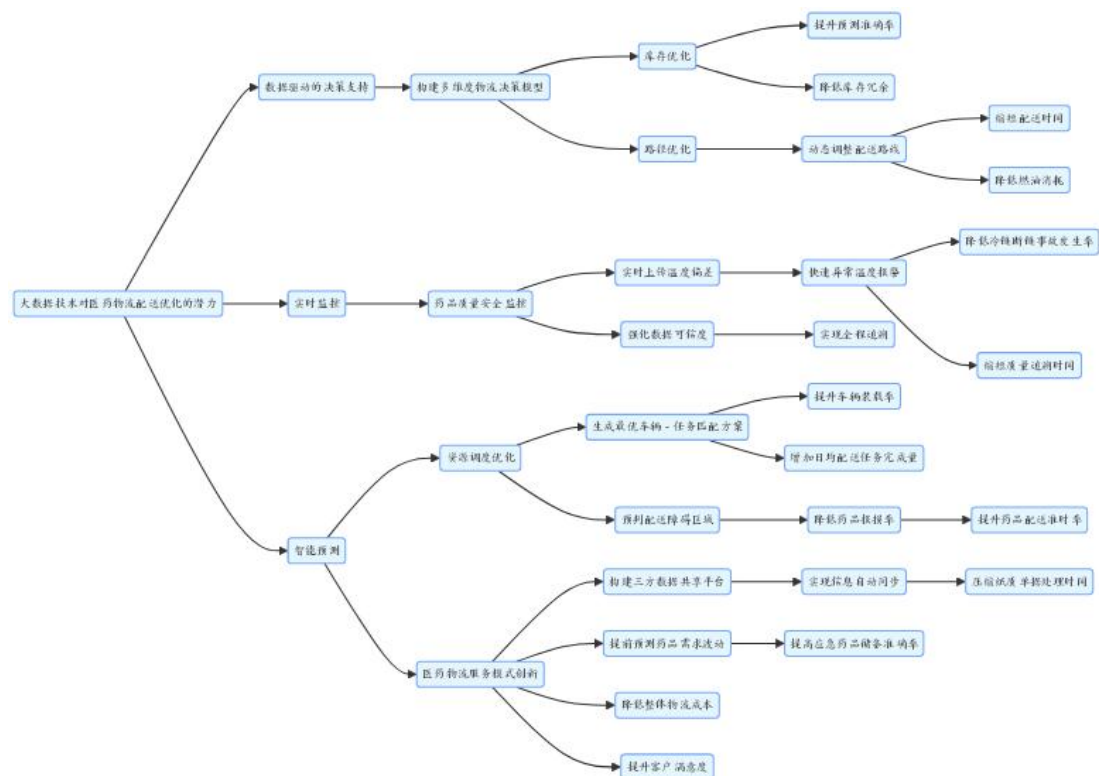 提升预测准确率
库存优化
数据驱动的决策支持
构建多维度物流决策模型
降低库存冗余
缩短配送时间
路径优化
动态调整配送路线
降低燃油消耗
降低冷链断链事故发生率
实时上传温度偏差
快速异常温度报警
大数据技术对医药物流配送优化的潜力
实时监控
药品质量安全监控
强化数据可信度
实现全程追溯
缩短质量追溯时间
提升车辆装载率
生成最优车辆-任务匹配方案
资源调度优化
增加日均配送任务完成量
预判配送障碍区域
降低药品损耗率
提升药品配送准时率
智能预测
构建三方数据共享平台
实现信息自动同步
压缩纸质单据处理时间
提前预测药品需求波动
提高应急药品储备准确率
医药物流服务模式创新
降低整体物流成本
提升客户满意度